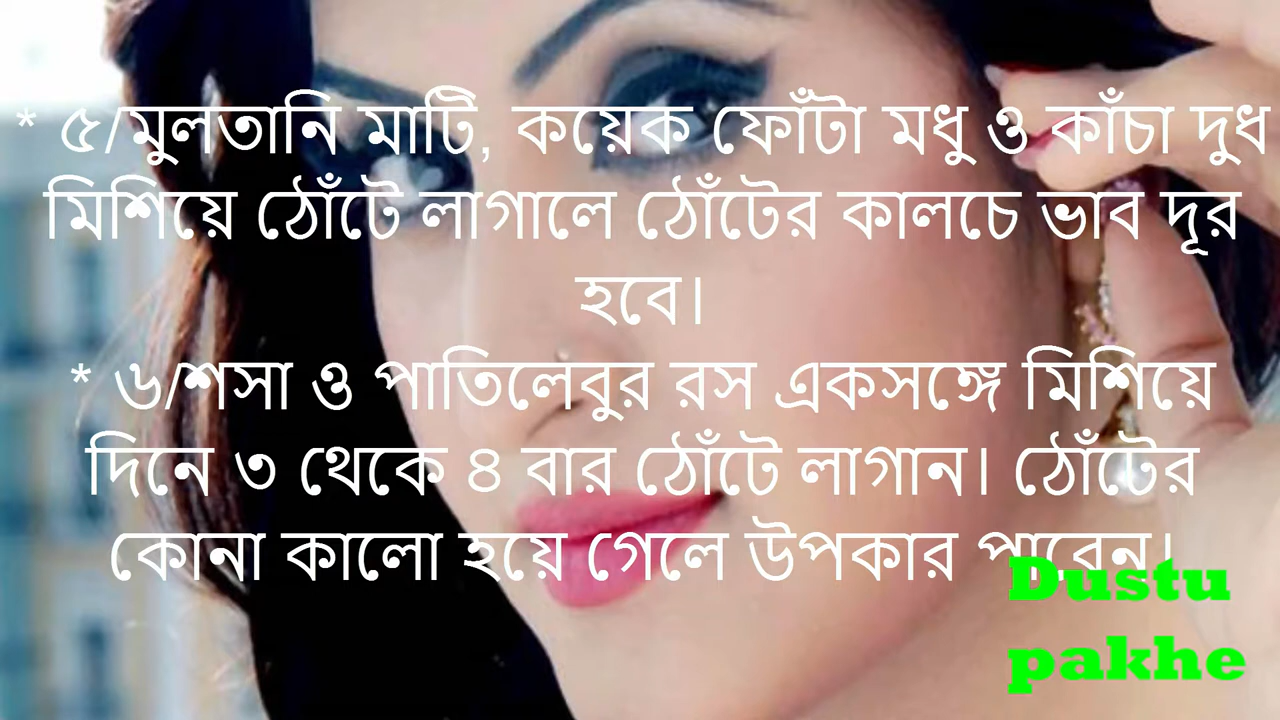 * ৫/মুলতানি মাটি, কয়েক ফোঁটা মধু ও কাঁচা দুধ
মিশিয়ে ঠোঁটে লাগালে ঠোঁটের কালচে ভাব দূর
হবে।
* ৬/শসা ও পাতিলেবুর রস একসঙ্গে মিশিয়ে
দিনে ৩ থেকে ৪ বার ঠোঁটে লাগান। ঠোঁটের
কোনা কালো হয়ে গেলে উপকার পাবেন।
Dustu
pakhe